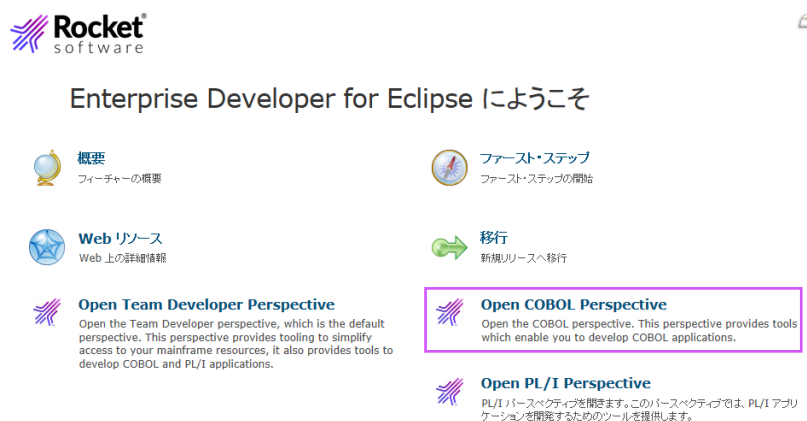 Rocket®
software
Enterprise Developer for Eclipse にようこそ
概要
フィーチャーの概要
ファースト・ステップ
ファースト・ステップの開始
Web リソース
Web 上の詳細情報
移行
新規リリースへ移行
Open Team Developer Perspective
Open the Team Developer perspective, which is the default
perspective. This perspective provides tooling to simplify
access to your mainframe resources, it also provides tools to
develop COBOL and PL/I applications.
Open COBOL Perspective
Open the COBOL perspective. This perspective provides tools
which enable you to develop COBOL applications.
Open PL/I Perspective
PL/I パースペクティブを開きます。このパースペクティブでは、PL/I アプリ
ケーションを開発するためのツールを提供します。